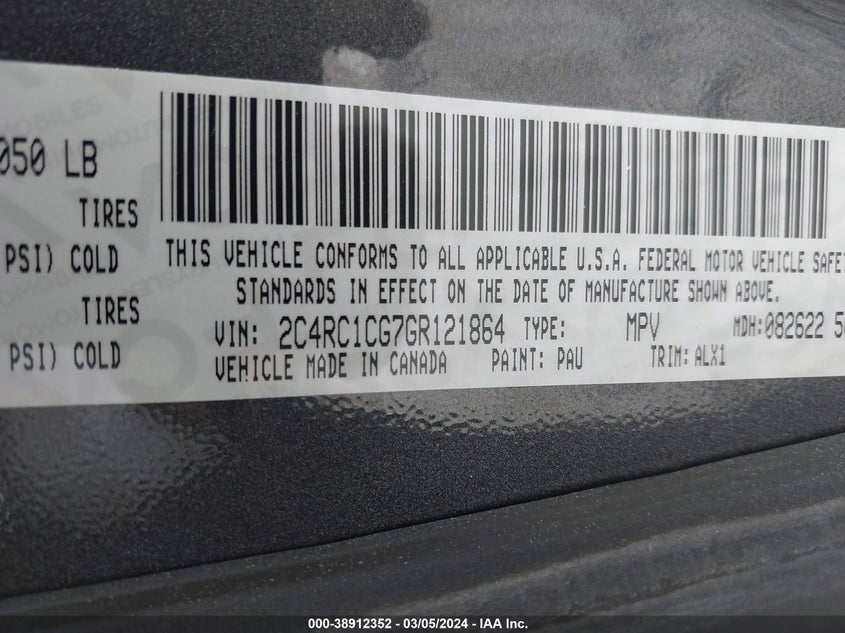 050 LB
TIRES
PSI) COLD
TIRES
PSI) COLD
THIS VEHICLE CONFORMS TO ALL APPLICABLE U.S.A. FEDERAL MOTOR VEHICLE SAFET
STANDARDS IN EFFECT ON THE DATE OF MANUFACTURE SHOWN ABOVE.
VIN: 2C4RC1CG7GR121864 TYPE: MPV MDH:082622 50
VEHICLE MADE IN CANADA PAINT: PAU TRIM: ALX1
000-38912352 / 03/05/2024 - IAA Inc.